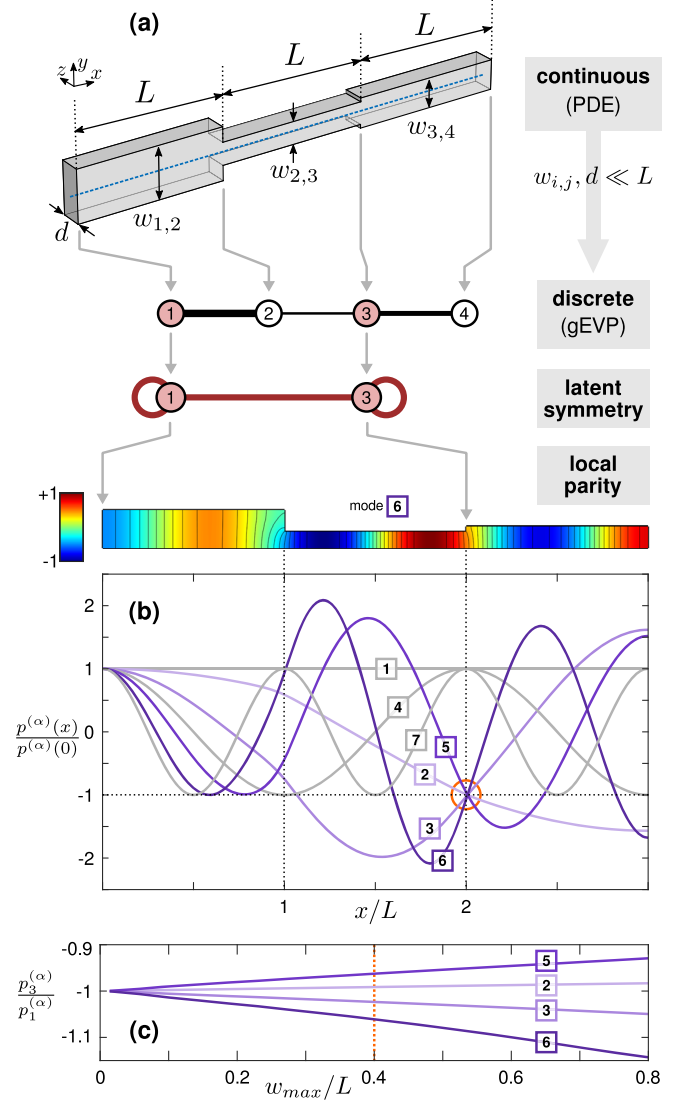 (a)
z y x
L
L
L
w1,2
w2,3
w3,4
d
continuous
(PDE)
wi,j, d ≪ L
1
2
3
4
discrete
(gEVP)
1
3
latent
symmetry
local
parity
+1
-1
mode 6
(b)
p^(α)(x)
p^(α)(0)
2
1
0
-1
-2
1
4
7
5
2
3
6
1
2
x/L
(c)
p3^(α)
p1^(α)
-0.9
-1
-1.1
5
2
3
6
0
0.2
0.4
0.6
0.8
wmax/L